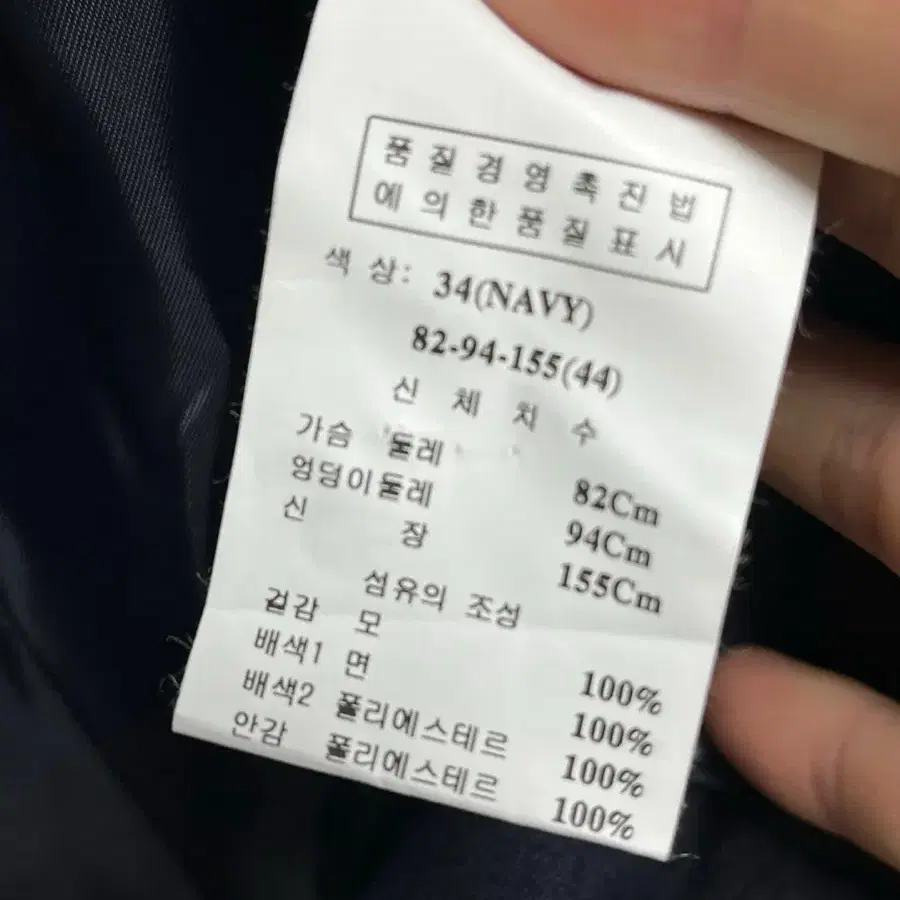 품질경영촉진법
에의한품질표시
색상: 34(NAVY)
82-94-155(44)
신 체 치 수
가슴 둘레 82Cm
엉덩이둘레 94Cm
신 장 155Cm
섬유의 조성
겉감 모 100%
배색1 면 100%
배색2 폴리에스테르 100%
안감 폴리에스테르 100%